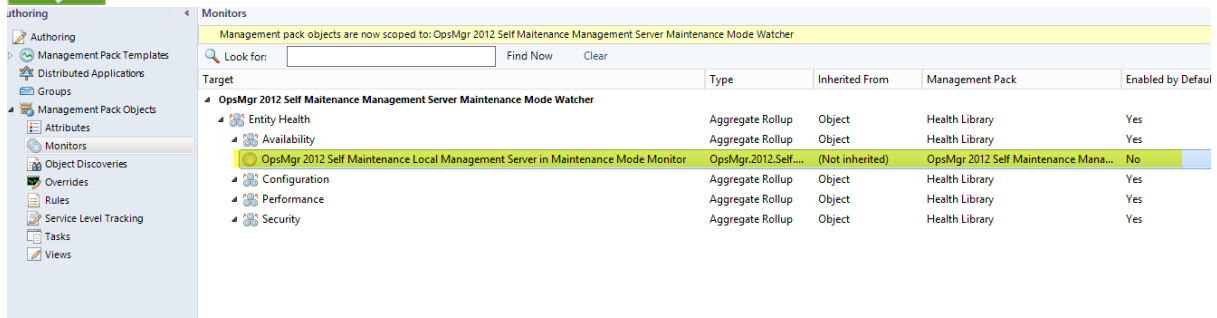 uthoring
Authoring
Management Pack Templates
Distributed Applications
Groups
Management Pack Objects
Attributes
Monitors
Object Discoveries
Overrides
Rules
Service Level Tracking
Tasks
Views
Monitors
Management pack objects are now scoped to: OpsMgr 2012 Self Maitenance Management Server Maintenance Mode Watcher
Look for: Find Now Clear
Target Type Inherited From Management Pack Enabled by Defaul
OpsMgr 2012 Self Maitenance Management Server Maintenance Mode Watcher
Entity Health Aggregate Rollup Object Health Library Yes
Availability Aggregate Rollup Object Health Library Yes
OpsMgr 2012 Self Maintenance Local Management Server in Maintenance Mode Monitor OpsMgr.2012.Self.... (Not inherited) OpsMgr 2012 Self Maintenance Mana... No
Configuration Aggregate Rollup Object Health Library Yes
Performance Aggregate Rollup Object Health Library Yes
Security Aggregate Rollup Object Health Library Yes